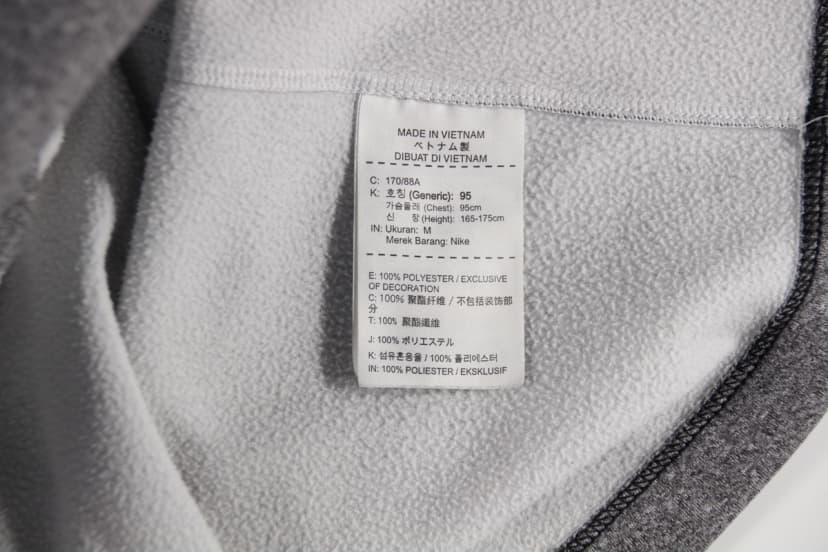 MADE IN VIETNAM
ベトナム製
DIBUAT DI VIETNAM
C: 170/88A
K: 호칭 (Generic): 95
가슴둘레 (Chest): 95cm
신 장 (Height): 165-175cm
IN: Ukuran: M
Merek Barang: Nike
E: 100% POLYESTER / EXCLUSIVE
OF DECORATION
C: 100% 聚酯纤维 / 不包括装饰部
分
T: 100% 聚酯纖維
J: 100% ポリエステル
K: 섬유혼용율 / 100% 폴리에스터
IN: 100% POLYESTER / EKSKLUSIF